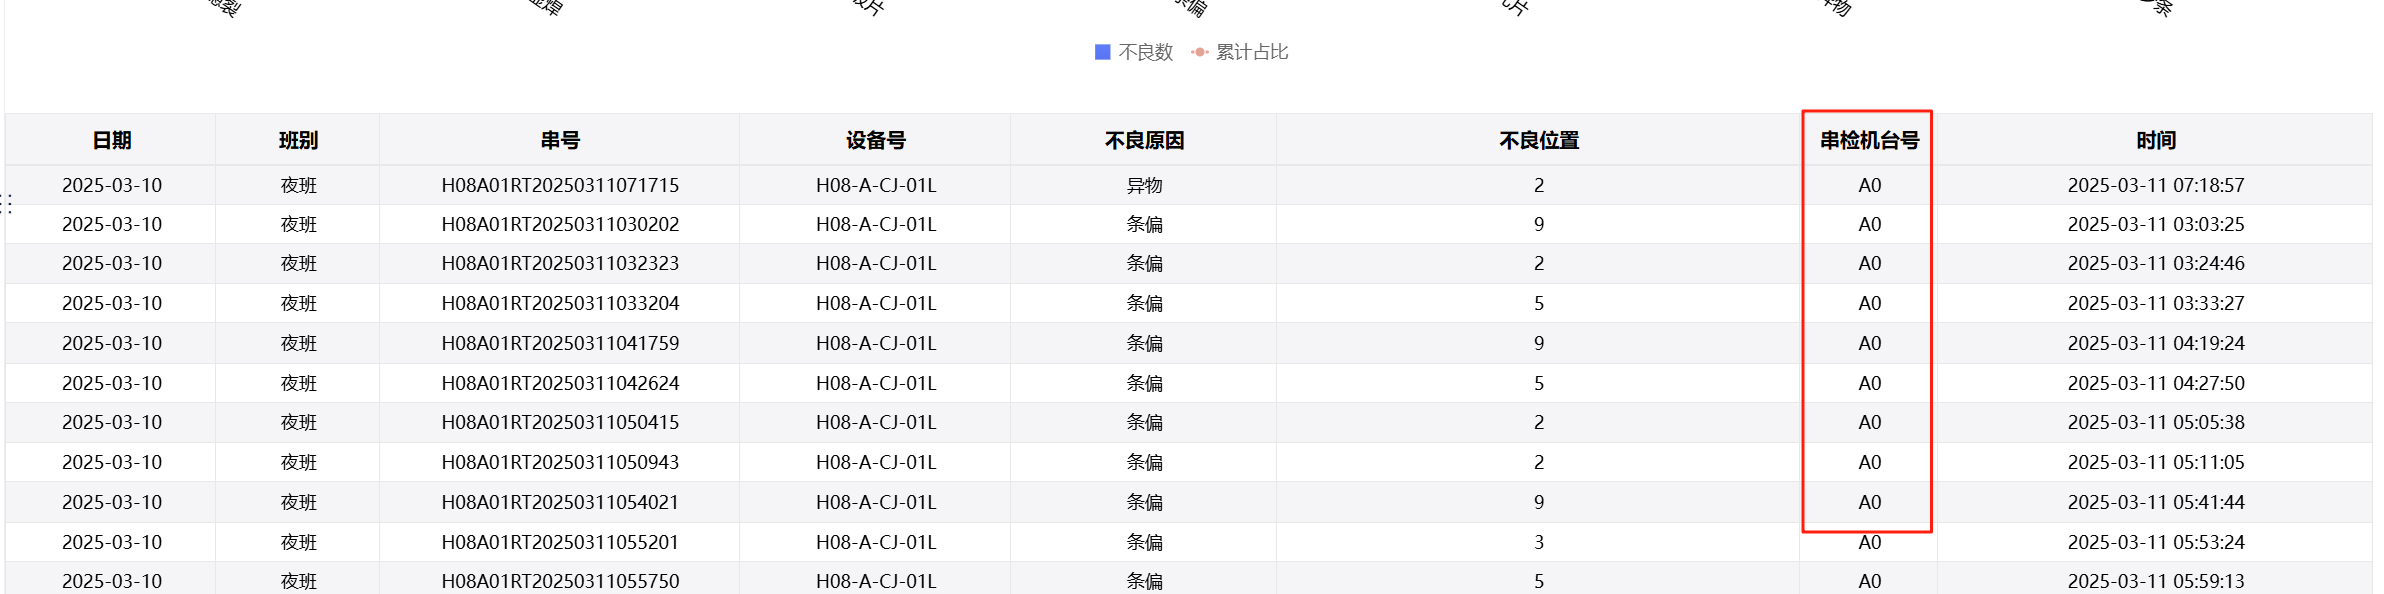 虚焊
条偏
异物
少条
不良数 累计占比
日期 班别 串号 设备号 不良原因 不良位置 串检机台号 时间
2025-03-10 夜班 H08A01RT20250311071715 H08-A-CJ-01L 异物 2 A0 2025-03-11 07:18:57
2025-03-10 夜班 H08A01RT20250311030202 H08-A-CJ-01L 条偏 9 A0 2025-03-11 03:03:25
2025-03-10 夜班 H08A01RT20250311032323 H08-A-CJ-01L 条偏 2 A0 2025-03-11 03:24:46
2025-03-10 夜班 H08A01RT20250311033204 H08-A-CJ-01L 条偏 5 A0 2025-03-11 03:33:27
2025-03-10 夜班 H08A01RT20250311041759 H08-A-CJ-01L 条偏 9 A0 2025-03-11 04:19:24
2025-03-10 夜班 H08A01RT20250311042624 H08-A-CJ-01L 条偏 5 A0 2025-03-11 04:27:50
2025-03-10 夜班 H08A01RT20250311050415 H08-A-CJ-01L 条偏 2 A0 2025-03-11 05:05:38
2025-03-10 夜班 H08A01RT20250311050943 H08-A-CJ-01L 条偏 2 A0 2025-03-11 05:11:05
2025-03-10 夜班 H08A01RT20250311054021 H08-A-CJ-01L 条偏 9 A0 2025-03-11 05:41:44
2025-03-10 夜班 H08A01RT20250311055201 H08-A-CJ-01L 条偏 3 A0 2025-03-11 05:53:24
2025-03-10 夜班 H08A01RT20250311055750 H08-A-CJ-01L 条偏 5 A0 2025-03-11 05:59:13